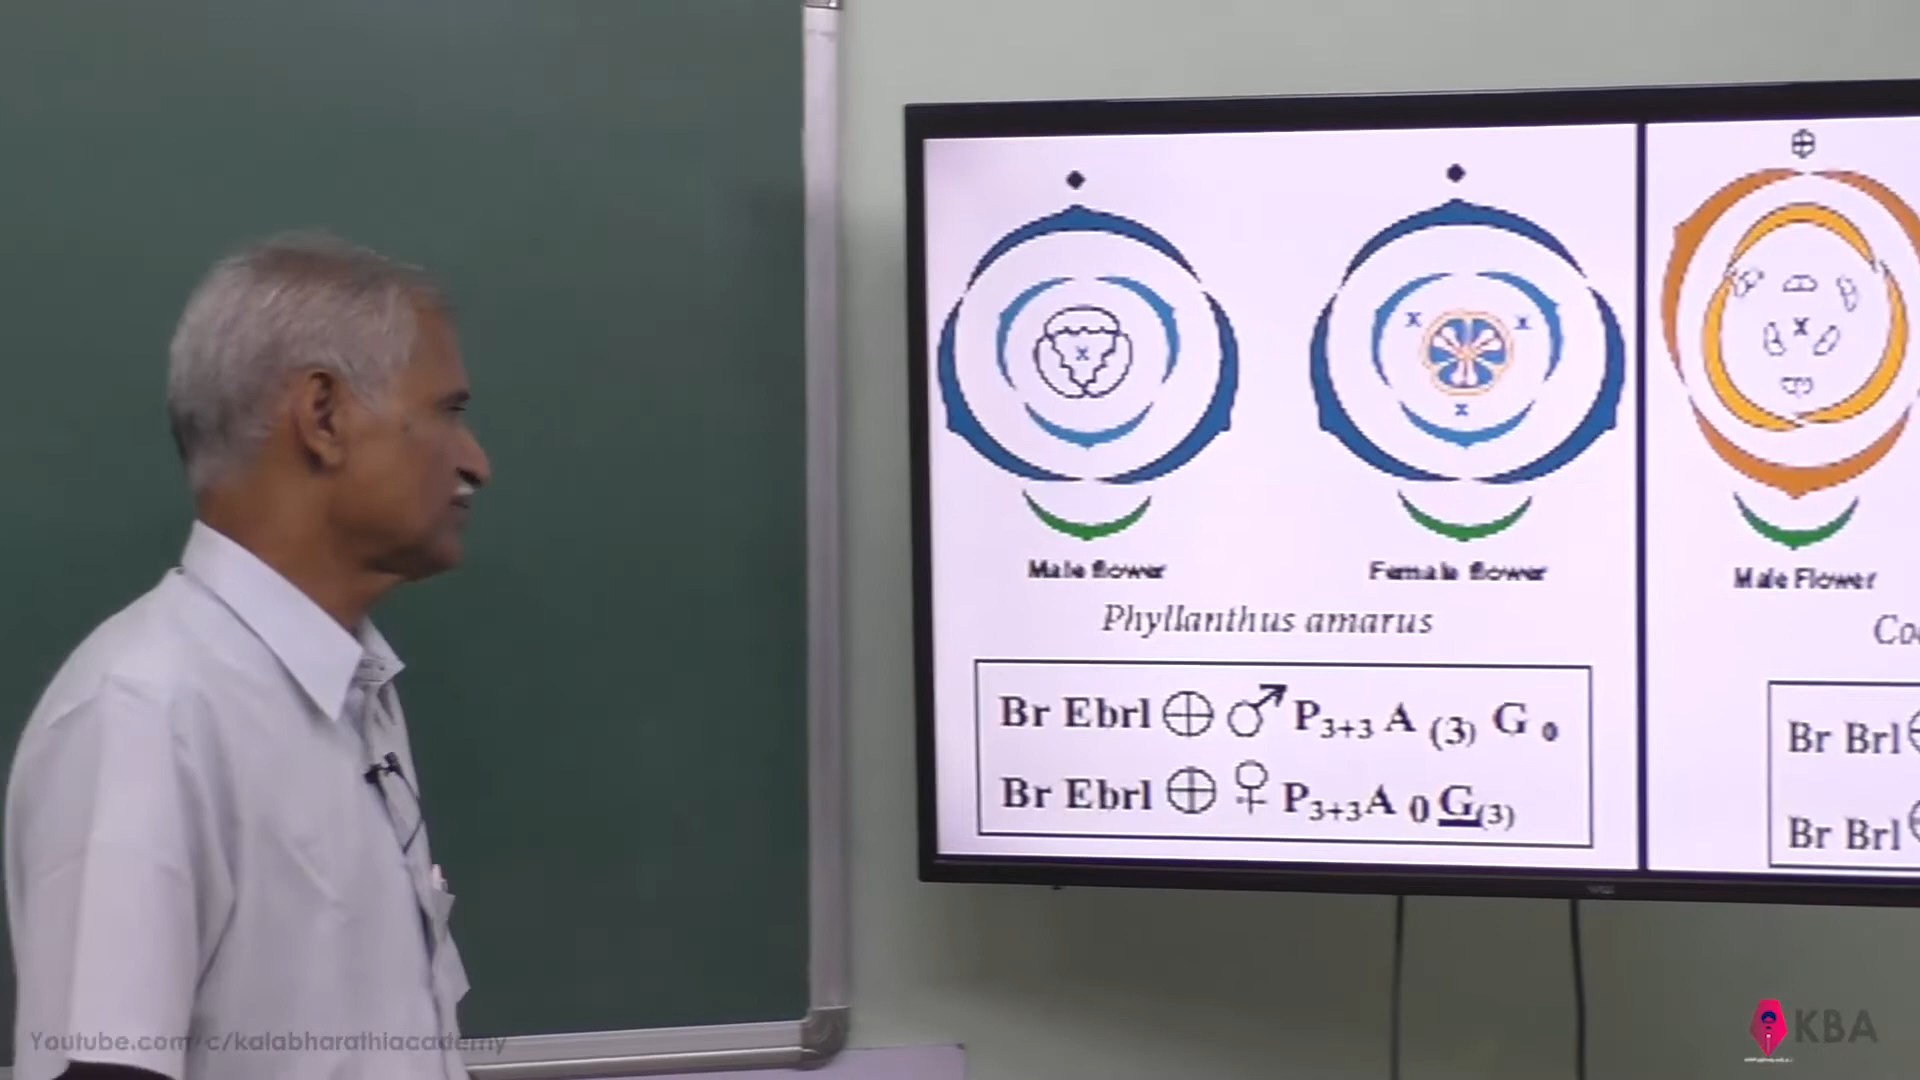 Male flower
Female flower
Male Flower
Phyllanthus amarus
Br Ebrl ⊕ ♂ P3+3 A (3) G 0
Br Ebrl ⊕ ♀ P3+3 A 0 G(3)
Br Brl
Br Brl
Youtube.com/c/kalabharathiacademy
KBA